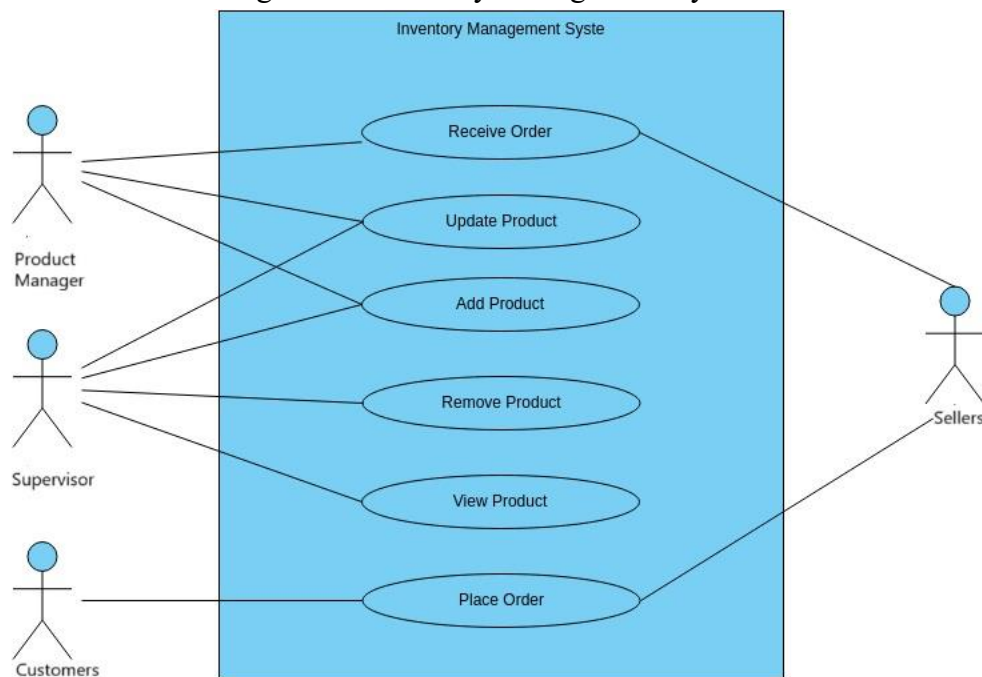 Inventory Management Syste
Receive Order
Update Product
Product
Manager
Add Product
Remove Product
Sellers
Supervisor
View Product
Place Order
Customers